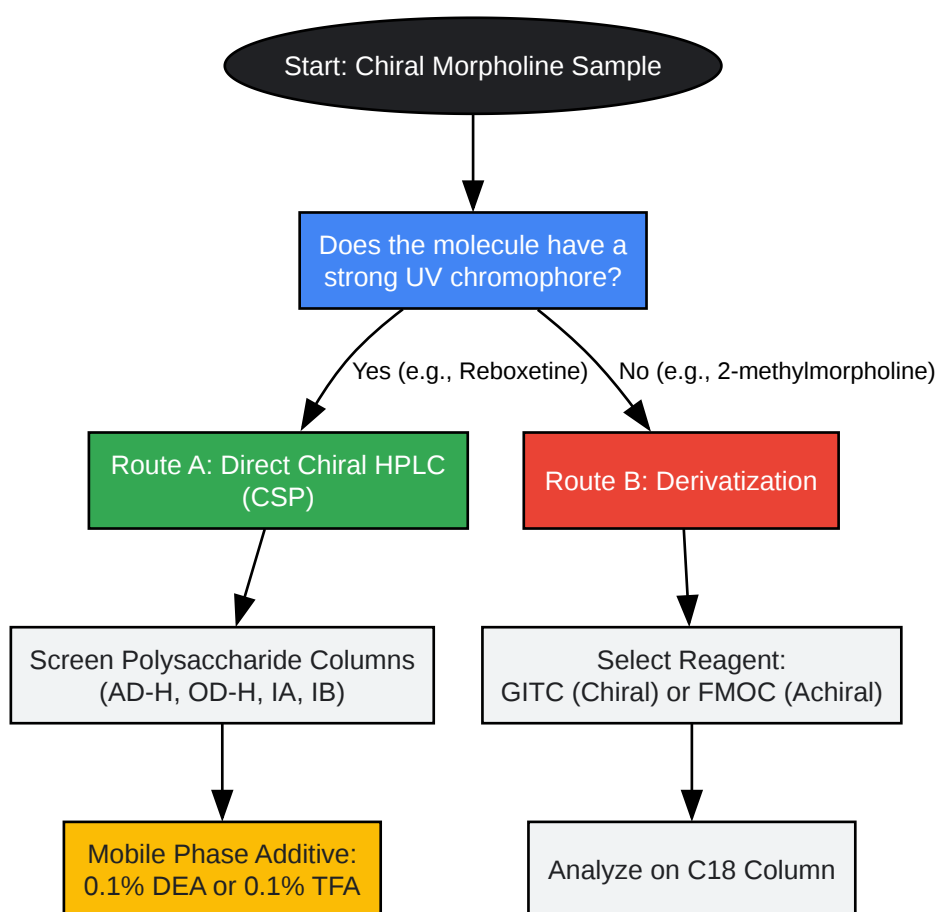 Start: Chiral Morpholine Sample
Does the molecule have a
strong UV chromophore?
Yes (e.g., Reboxetine)
No (e.g., 2-methylmorpholine)
Route A: Direct Chiral HPLC
(CSP)
Route B: Derivatization
Screen Polysaccharide Columns
(AD-H, OD-H, IA, IB)
Select Reagent:
GITC (Chiral) or FMOC (Achiral)
Mobile Phase Additive:
0.1% DEA or 0.1% TFA
Analyze on C18 Column